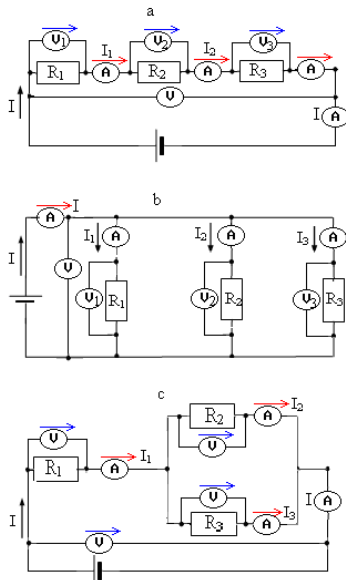 a
V₁ I₁ V₂ I₂ V₃
R₁ A R₂ A R₃ A
I V I A
b
I
A
I₁ A I₂ A I₃ A
I V V₁ R₁ V₂ R₂ V₃ R₃
c
R₂ A I₂
V I₁ V
R₁ A V I A
I R₃ A I₃
V